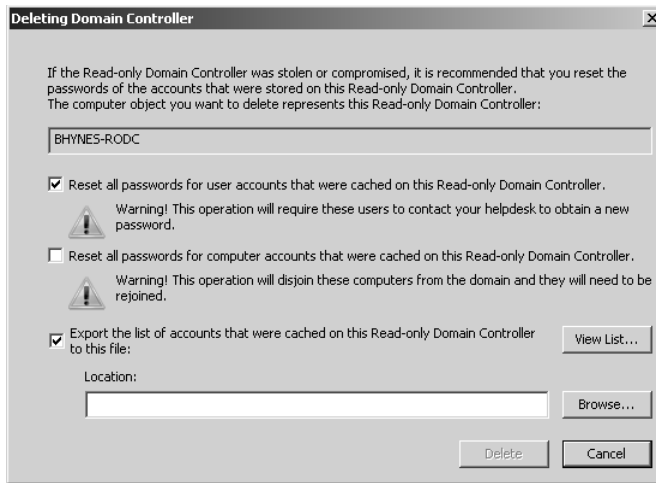 Deleting Domain Controller
If the Read-only Domain Controller was stolen or compromised, it is recommended that you reset the
passwords of the accounts that were stored on this Read-only Domain Controller.
The computer object you want to delete represents this Read-only Domain Controller:
BHYNES-RODC
Reset all passwords for user accounts that were cached on this Read-only Domain Controller.
Warning! This operation will require these users to contact your helpdesk to obtain a new
password.
Reset all passwords for computer accounts that were cached on this Read-only Domain Controller.
Warning! This operation will disjoin these computers from the domain and they will need to be
rejoined.
Export the list of accounts that were cached on this Read-only Domain Controller
to this file:
View List...
Location:
Browse...
Delete
Cancel